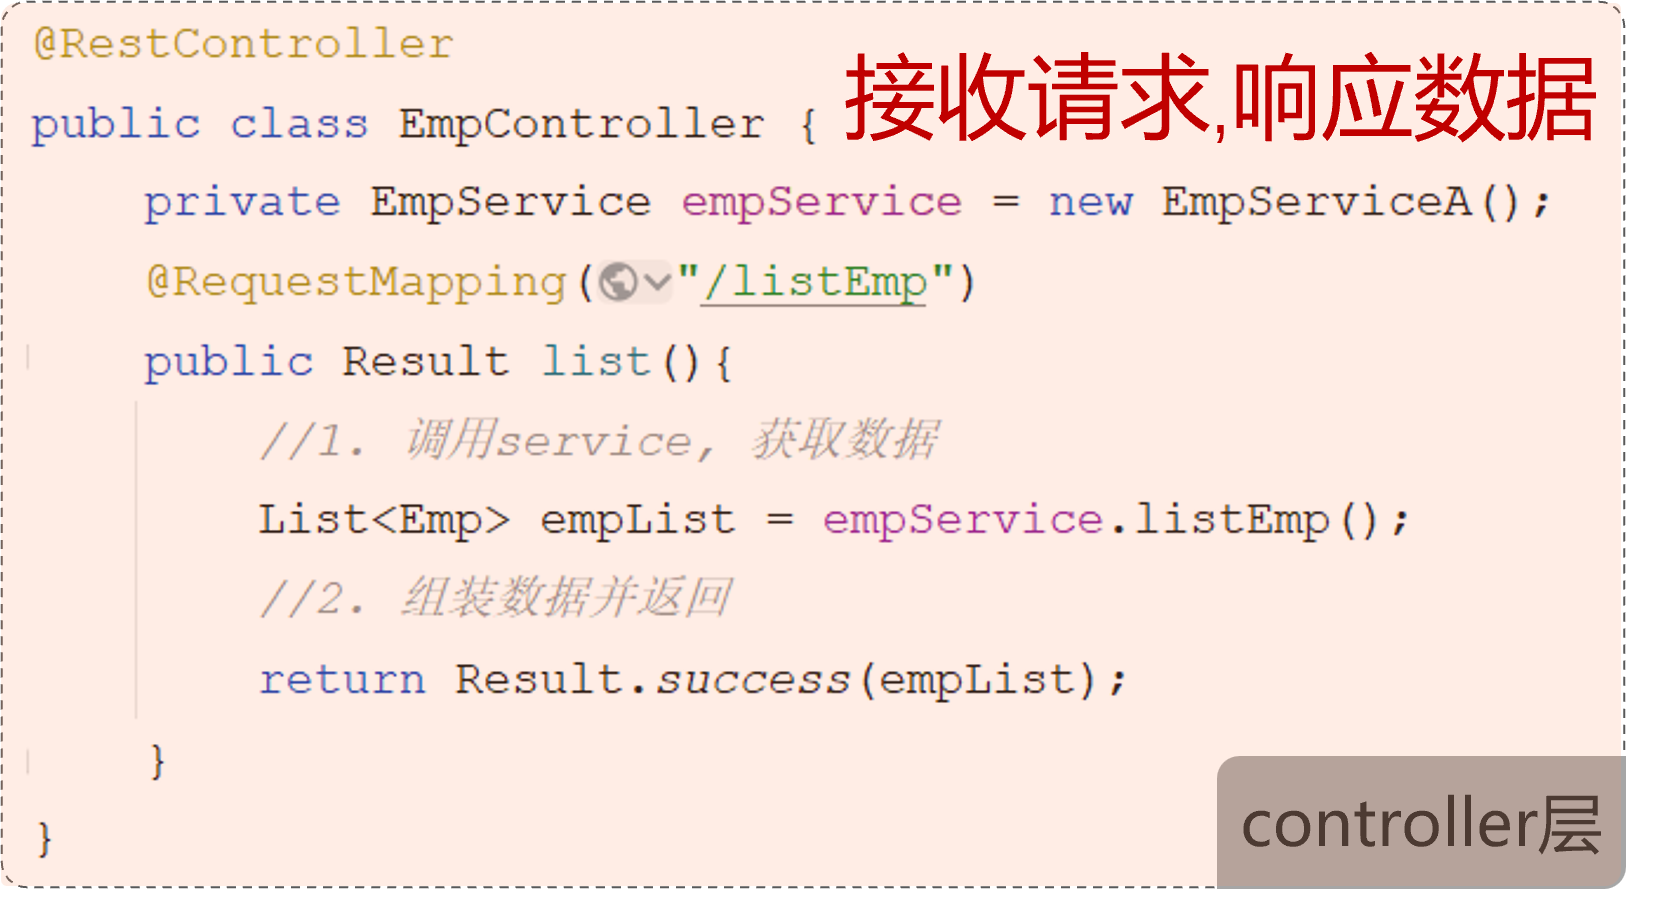 @RestController
接收请求,响应数据
public class EmpController {
private EmpService empService = new EmpServiceA();
@RequestMapping("/listEmp")
public Result list(){
//1. 调用service, 获取数据
List<Emp> empList = empService.listEmp();
//2. 组装数据并返回
return Result.success(empList);
}
}
controller层